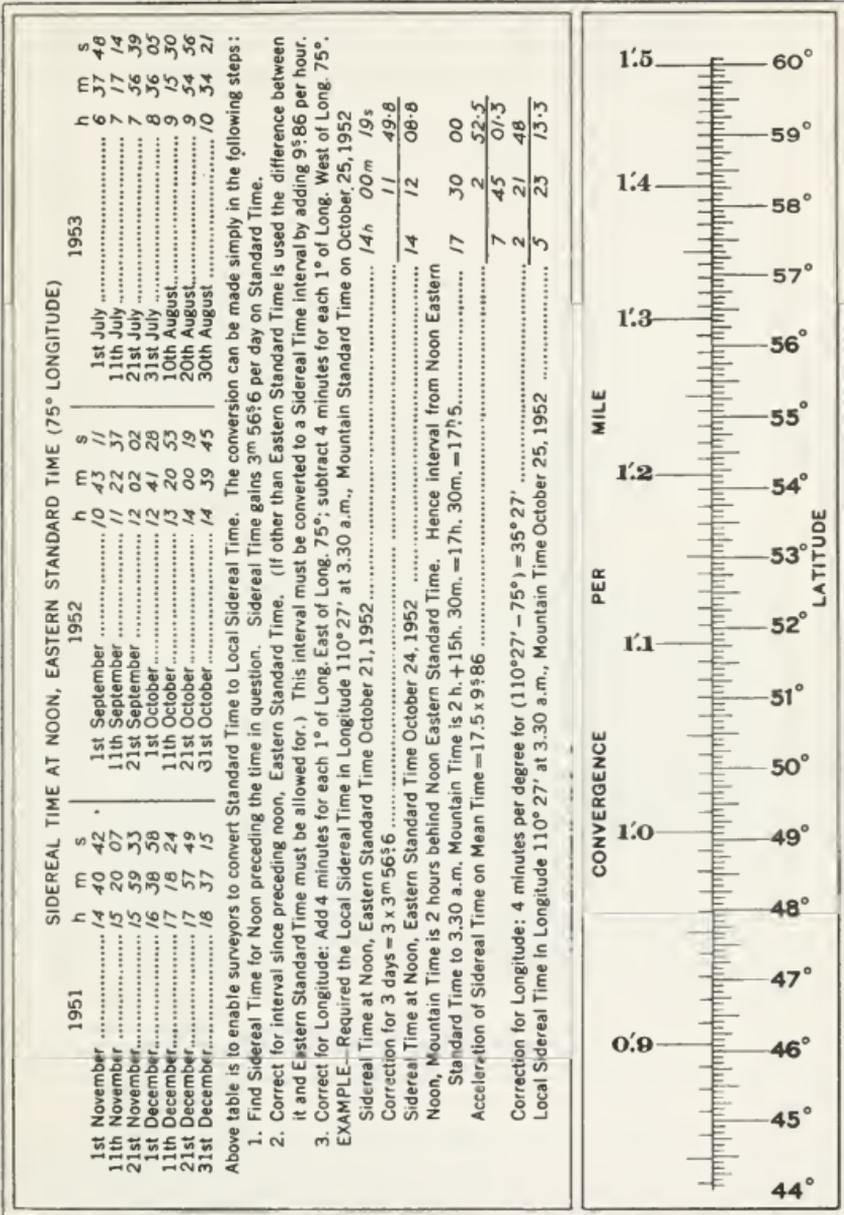 SIDEREAL TIME AT NOON, EASTERN STANDARD TIME (75° LONGITUDE)
1951 h m s
1st November 14 40 42
11th November 15 20 07
21st November 15 59 33
1st December 16 38 58
11th December 17 18 24
21st December 17 57 49
31st December 18 37 15
1952 h m s
1st September 10 43 11
11th September 11 22 37
21st September 12 02 02
1st October 12 41 28
11th October 13 20 53
21st October 14 00 19
31st October 14 39 45
1953 h m s
1st July 6 37 48
11th July 7 17 14
21st July 7 56 39
31st July 8 36 05
10th August 9 15 30
20th August 9 54 56
30th August 10 34 21
Above table is to enable surveyors to convert Standard Time to Local Sidereal Time. The conversion can be made simply in the following steps:
1. Find Sidereal Time for Noon preceding the time in question. Sidereal Time gains 3m 56s6 per day on Standard Time.
2. Correct for interval since preceding noon, Eastern Standard Time. (If other than Eastern Standard Time is used the difference between
it and Eastern Standard Time must be allowed for.) This interval must be converted to a Sidereal Time interval by adding 9s86 per hour.
3. Correct for Longitude: Add 4 minutes for each 1° of Long. East of Long. 75°; subtract 4 minutes for each 1° of Long. West of Long. 75°.
EXAMPLE—Required the Local Sidereal Time in Longitude 110° 27' at 3.30 a.m., Mountain Standard Time on October 25, 1952
Sidereal Time at Noon, Eastern Standard Time October 21, 1952 14h 00m 19s
Correction for 3 days=3 x 3m 56s6 11 49·8
Sidereal Time at Noon, Eastern Standard Time October 24, 1952 14 12 08·8
Noon, Mountain Time is 2 hours behind Noon Eastern Standard Time. Hence interval from Noon Eastern
Standard Time to 3.30 a.m. Mountain Time is 2 h. + 15h. 30m. = 17h. 30m. = 17h5 17 30 00
Acceleration of Sidereal Time on Mean Time = 17.5 x 9s86 2 52·5
7 45 01·3
Correction for Longitude: 4 minutes per degree for (110°27' – 75°) = 35° 27' 2 21 48
Local Sidereal Time in Longitude 110° 27' at 3.30 a.m., Mountain Time October 25, 1952 5 23 13·3
CONVERGENCE PER MILE
0'.9 1'.0 1'.1 1'.2 1'.3 1'.4 1'.5
44° 45° 46° 47° 48° 49° 50° 51° 52° 53° 54° 55° 56° 57° 58° 59° 60°
LATITUDE